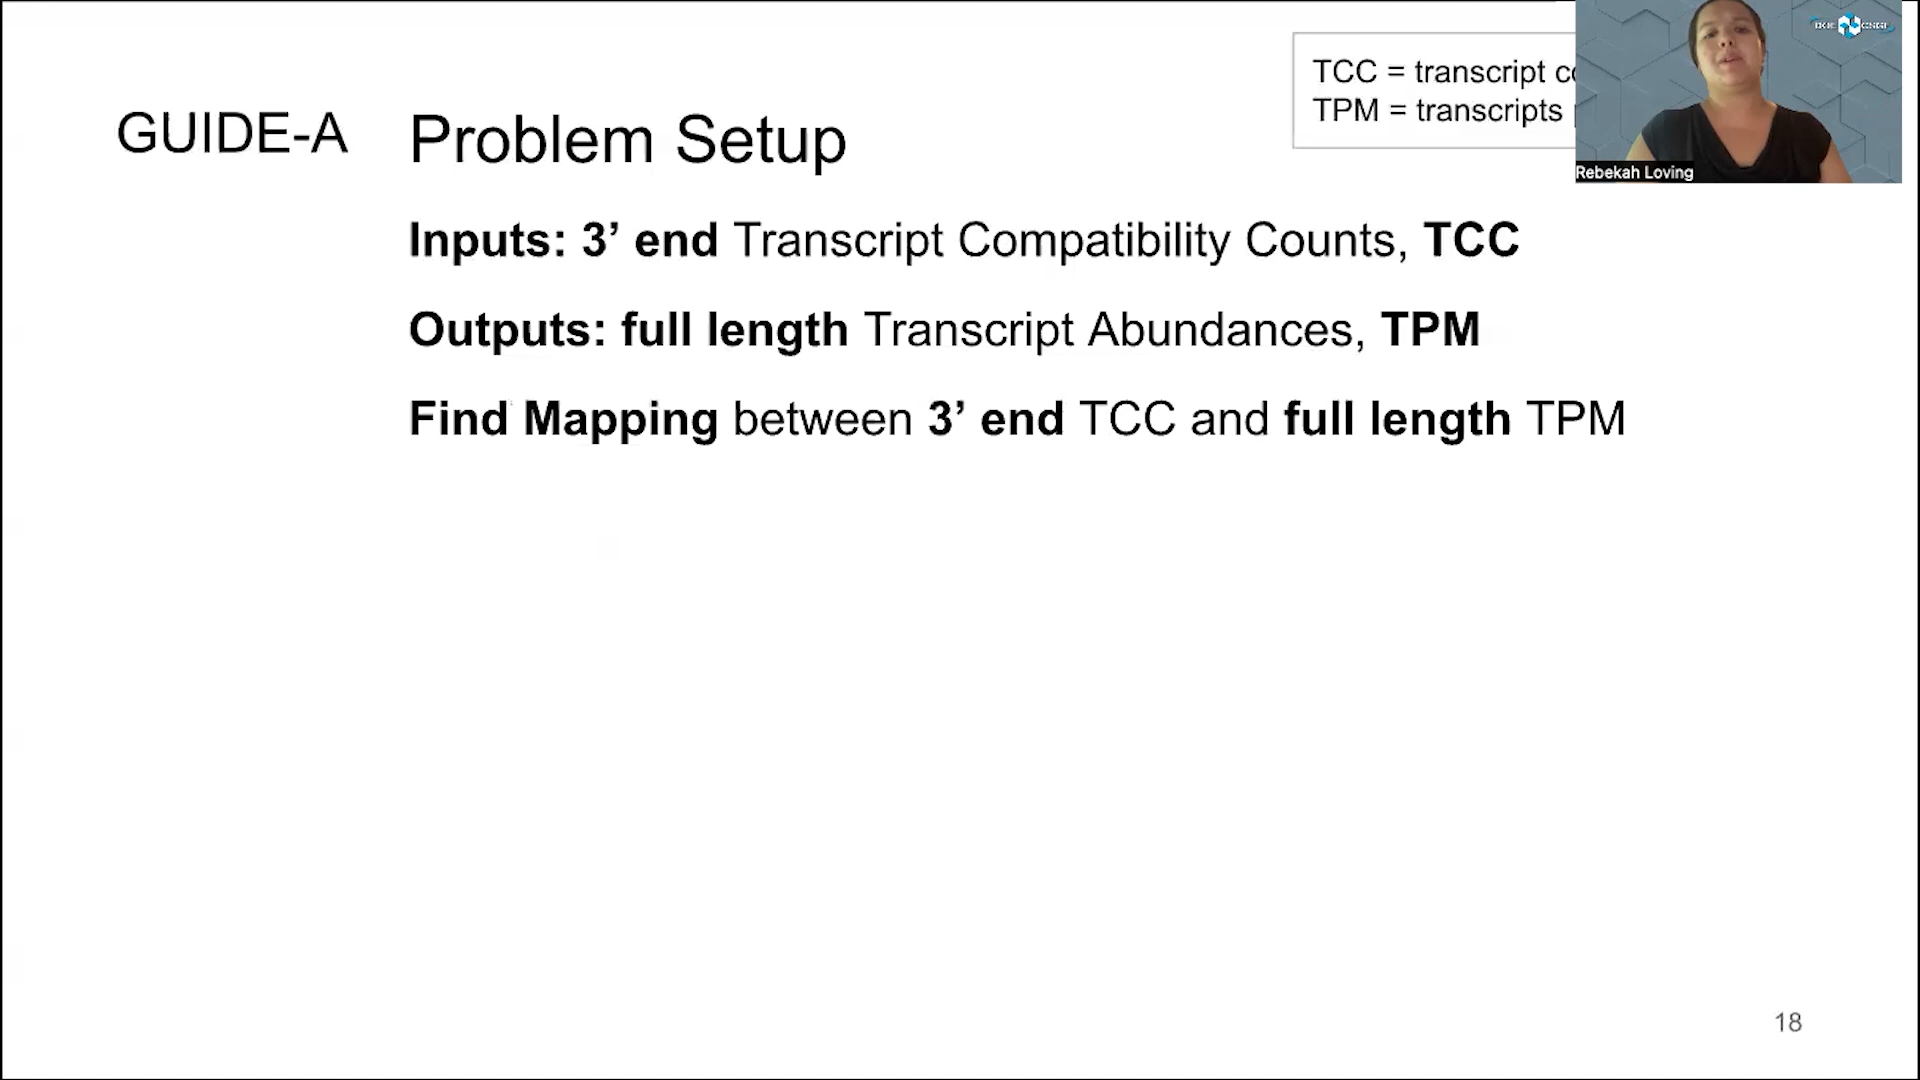 TCC = transcript
TPM = transcripts
GUIDE-A
Problem Setup
Inputs: 3’ end Transcript Compatibility Counts, TCC
Outputs: full length Transcript Abundances, TPM
Find Mapping between 3’ end TCC and full length TPM
Rebekah Loving
18